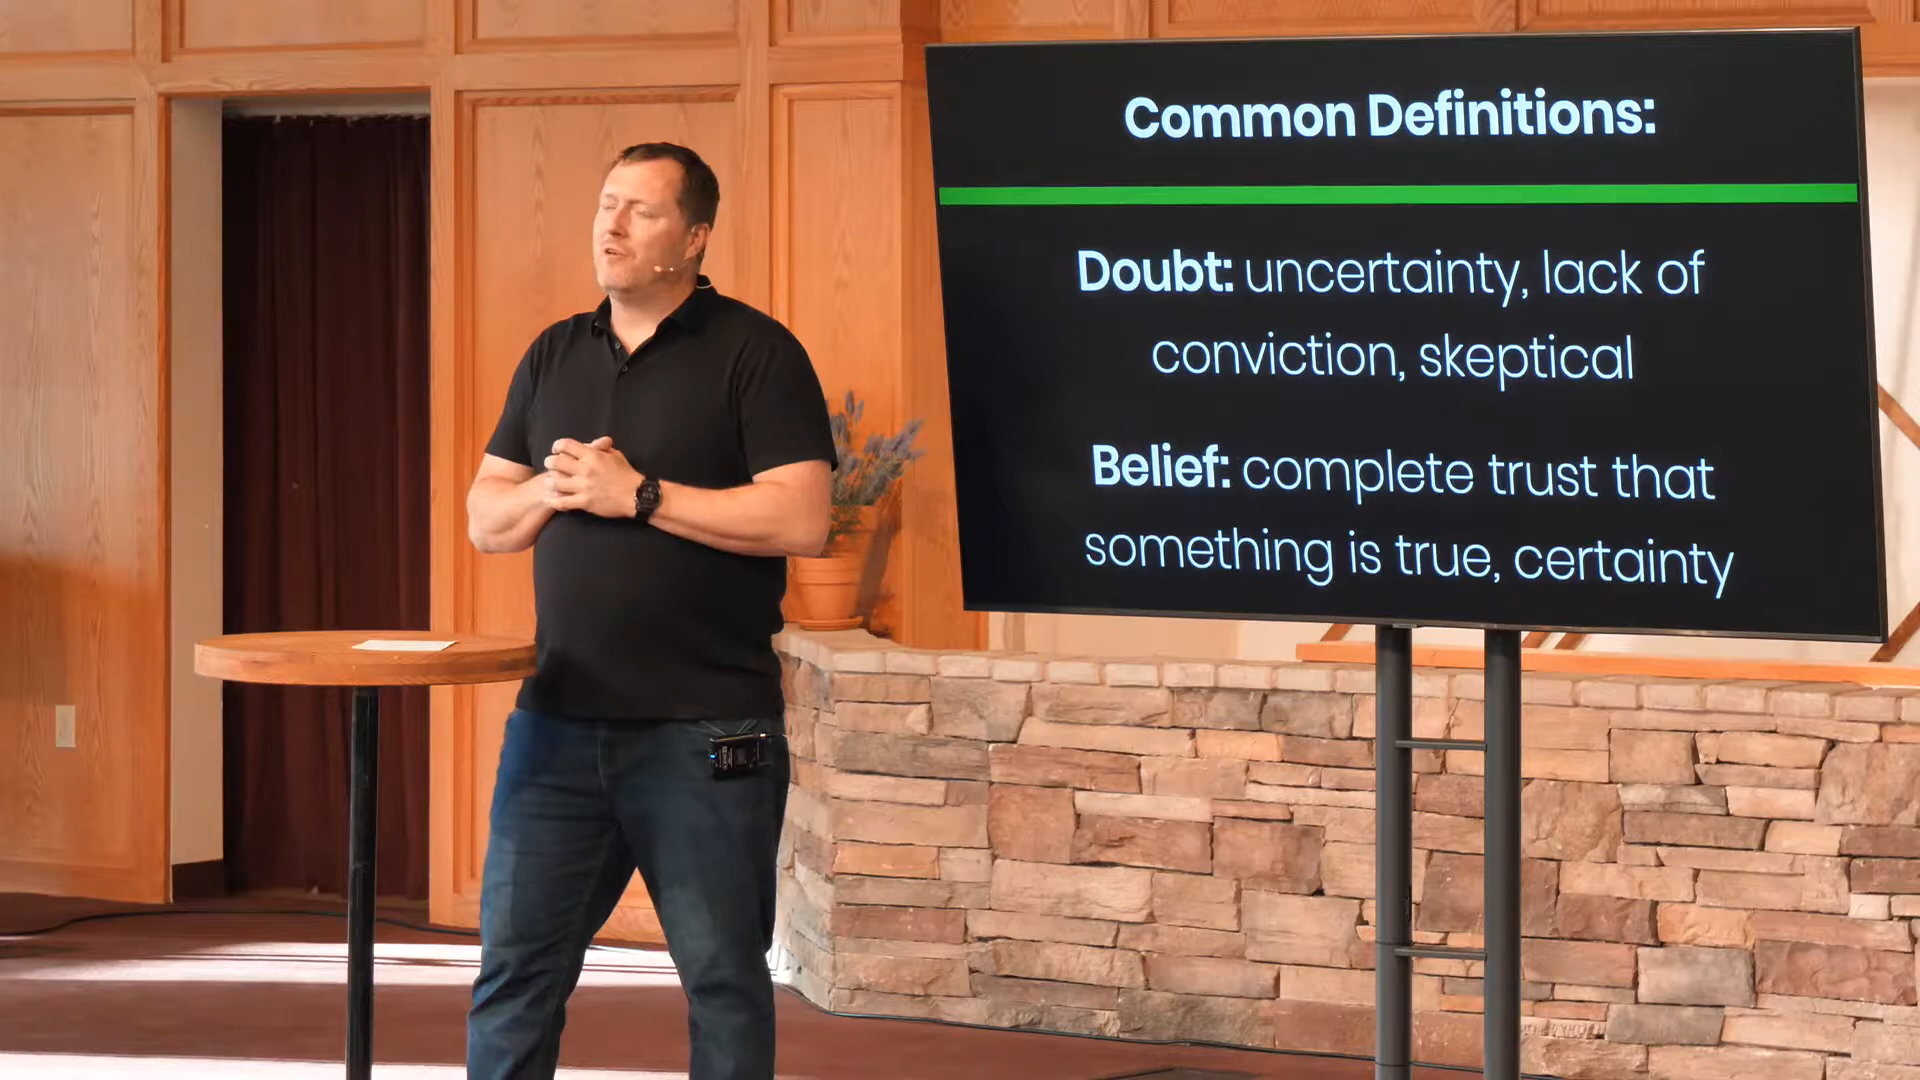 Common Definitions:
Doubt: uncertainty, lack of
conviction, skeptical
Belief: complete trust that
something is true, certainty